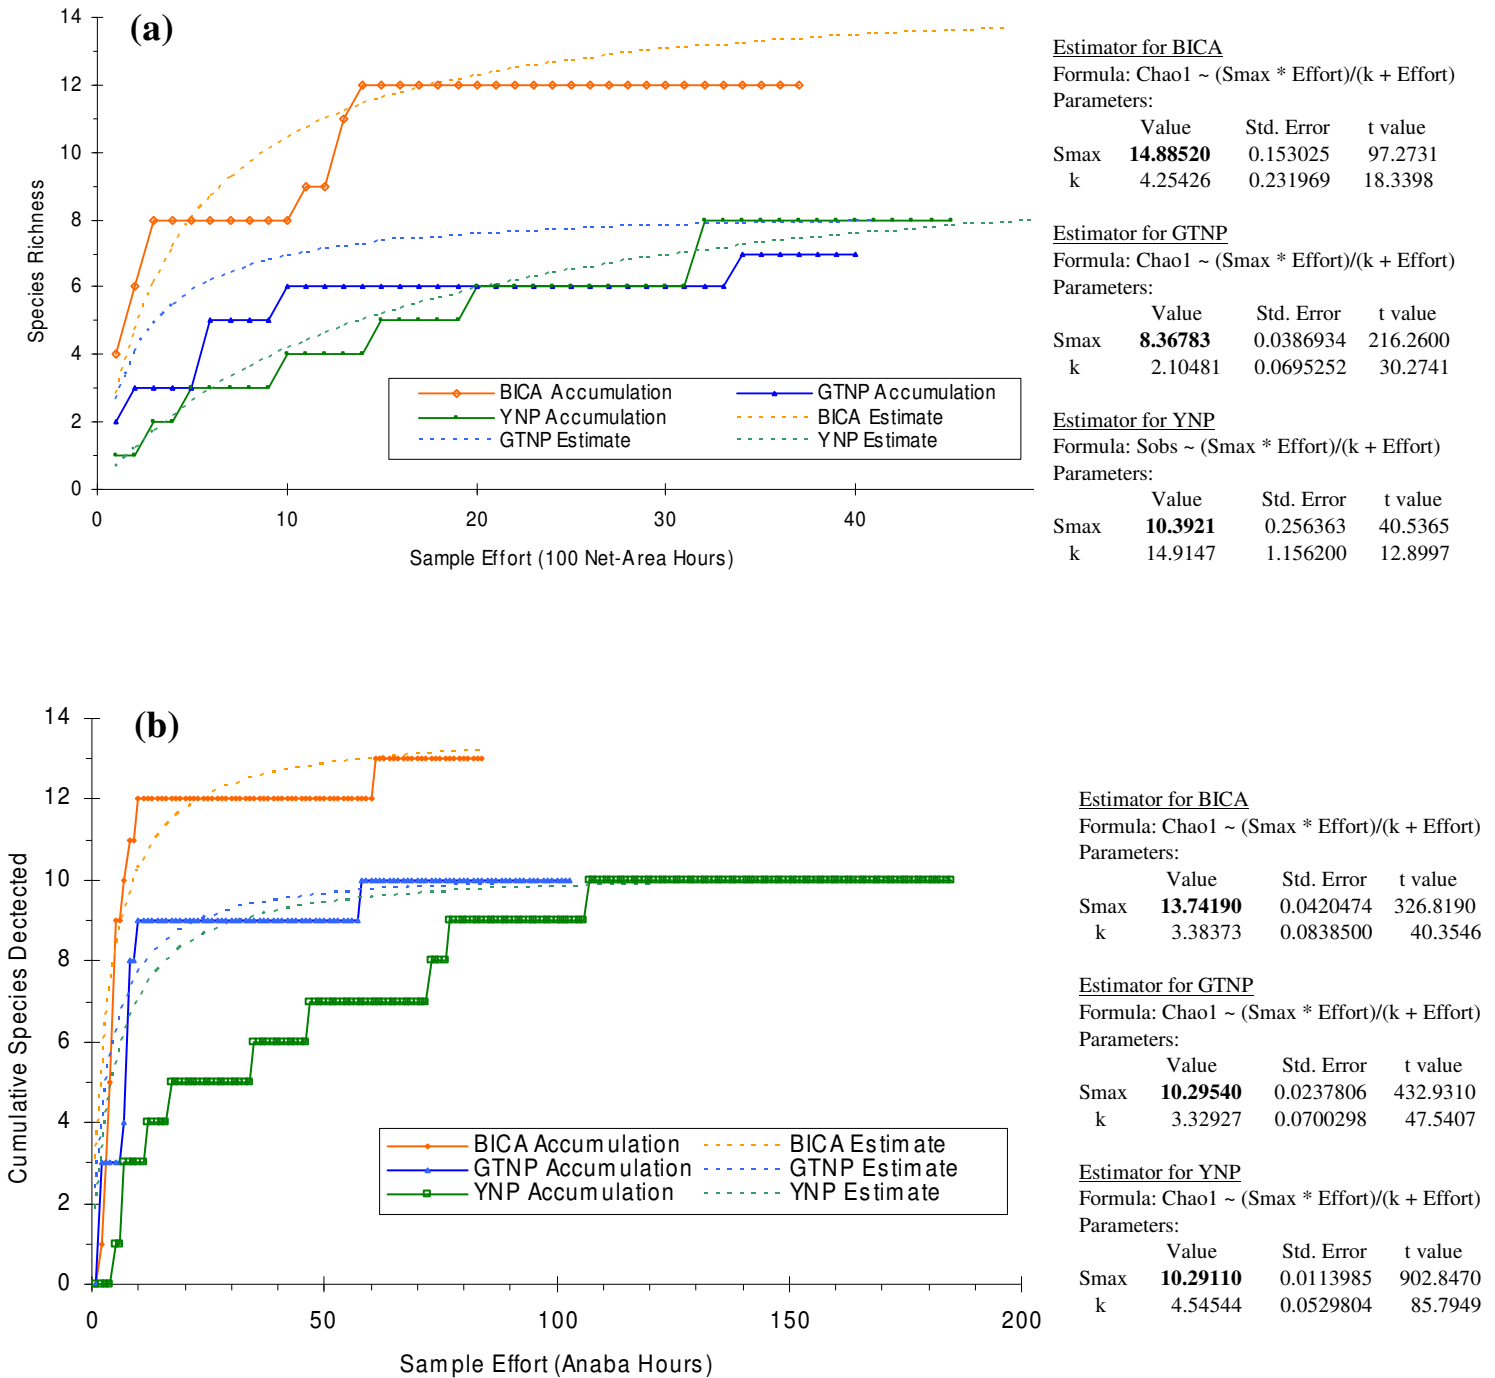 (a)
14
12
10
8
6
4
2
0
Species Richness
0 10 20 30 40
Sample Effort (100 Net-Area Hours)
BICA Accumulation GTNP Accumulation
YNP Accumulation BICA Estimate
GTNP Estimate YNP Estimate
Estimator for BICA
Formula: Chao1 ~ (Smax * Effort)/(k + Effort)
Parameters:
Value Std. Error t value
Smax 14.88520 0.153025 97.2731
k 4.25426 0.231969 18.3398
Estimator for GTNP
Formula: Chao1 ~ (Smax * Effort)/(k + Effort)
Parameters:
Value Std. Error t value
Smax 8.36783 0.0386934 216.2600
k 2.10481 0.0695252 30.2741
Estimator for YNP
Formula: Sobs ~ (Smax * Effort)/(k + Effort)
Parameters:
Value Std. Error t value
Smax 10.3921 0.256363 40.5365
k 14.9147 1.156200 12.8997
(b)
14
12
10
8
6
4
2
0
Cumulative Species Dectected
0 50 100 150 200
Sample Effort (Anaba Hours)
BICA Accumulation BICA Estimate
GTNP Accumulation GTNP Estimate
YNP Accumulation YNP Estimate
Estimator for BICA
Formula: Chao1 ~ (Smax * Effort)/(k + Effort)
Parameters:
Value Std. Error t value
Smax 13.74190 0.0420474 326.8190
k 3.38373 0.0838500 40.3546
Estimator for GTNP
Formula: Chao1 ~ (Smax * Effort)/(k + Effort)
Parameters:
Value Std. Error t value
Smax 10.29540 0.0237806 432.9310
k 3.32927 0.0700298 47.5407
Estimator for YNP
Formula: Chao1 ~ (Smax * Effort)/(k + Effort)
Parameters:
Value Std. Error t value
Smax 10.29110 0.0113985 902.8470
k 4.54544 0.0529804 85.7949